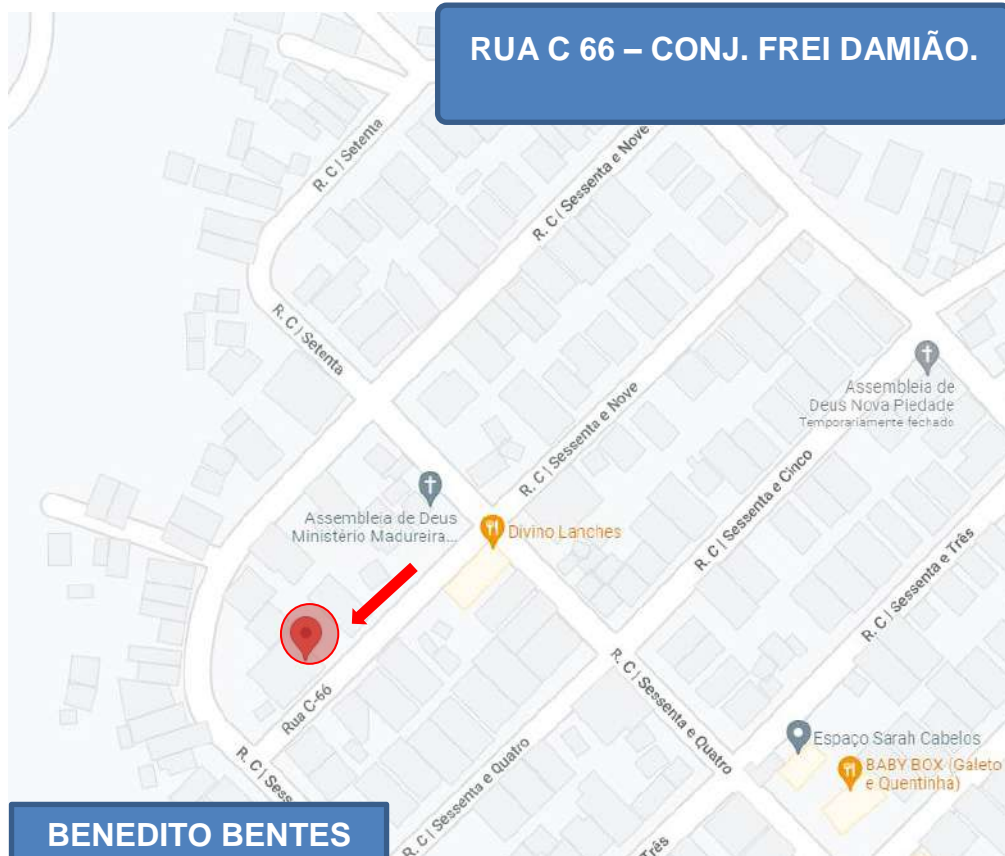 RUA C 66 – CONJ. FREI DAMIÃO.
R. C | Setenta
R. C | Sessenta e Nove
R. C | Setenta
Assembleia de
Deus Nova Piedade
Temporariamente fechado
R. C | Sessenta e Nove
R. C | Sessenta e Cinco
Assembleia de Deus
Ministério Madureira...
Divino Lanches
R. C | Sessenta e Três
R. C | Sessenta e Quatro
Rua C-66
Espaço Sarah Cabelos
BABY BOX (Galeto
e Quentinha)
R. C | Sess
R. C | Sessenta e Quatro
Três
BENEDITO BENTES